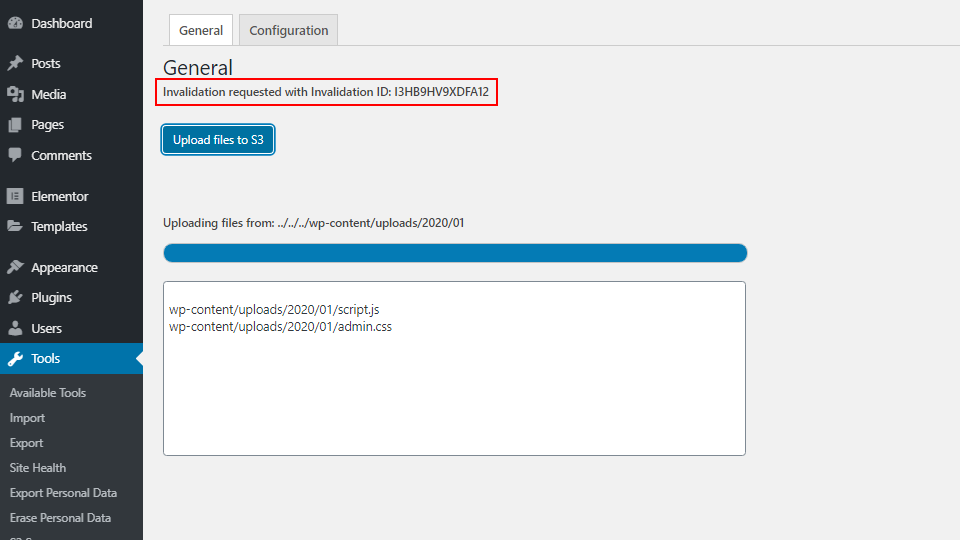 Dashboard
Posts
Media
Pages
Comments
Elementor
Templates
Appearance
Plugins
Users
Tools
Available Tools
Import
Export
Site Health
Export Personal Data
Erase Personal Data
General
Configuration
General
Invalidation requested with Invalidation ID: I3HB9HV9XDFA12
Upload files to S3
Uploading files from: ../../../wp-content/uploads/2020/01
wp-content/uploads/2020/01/script.js
wp-content/uploads/2020/01/admin.css